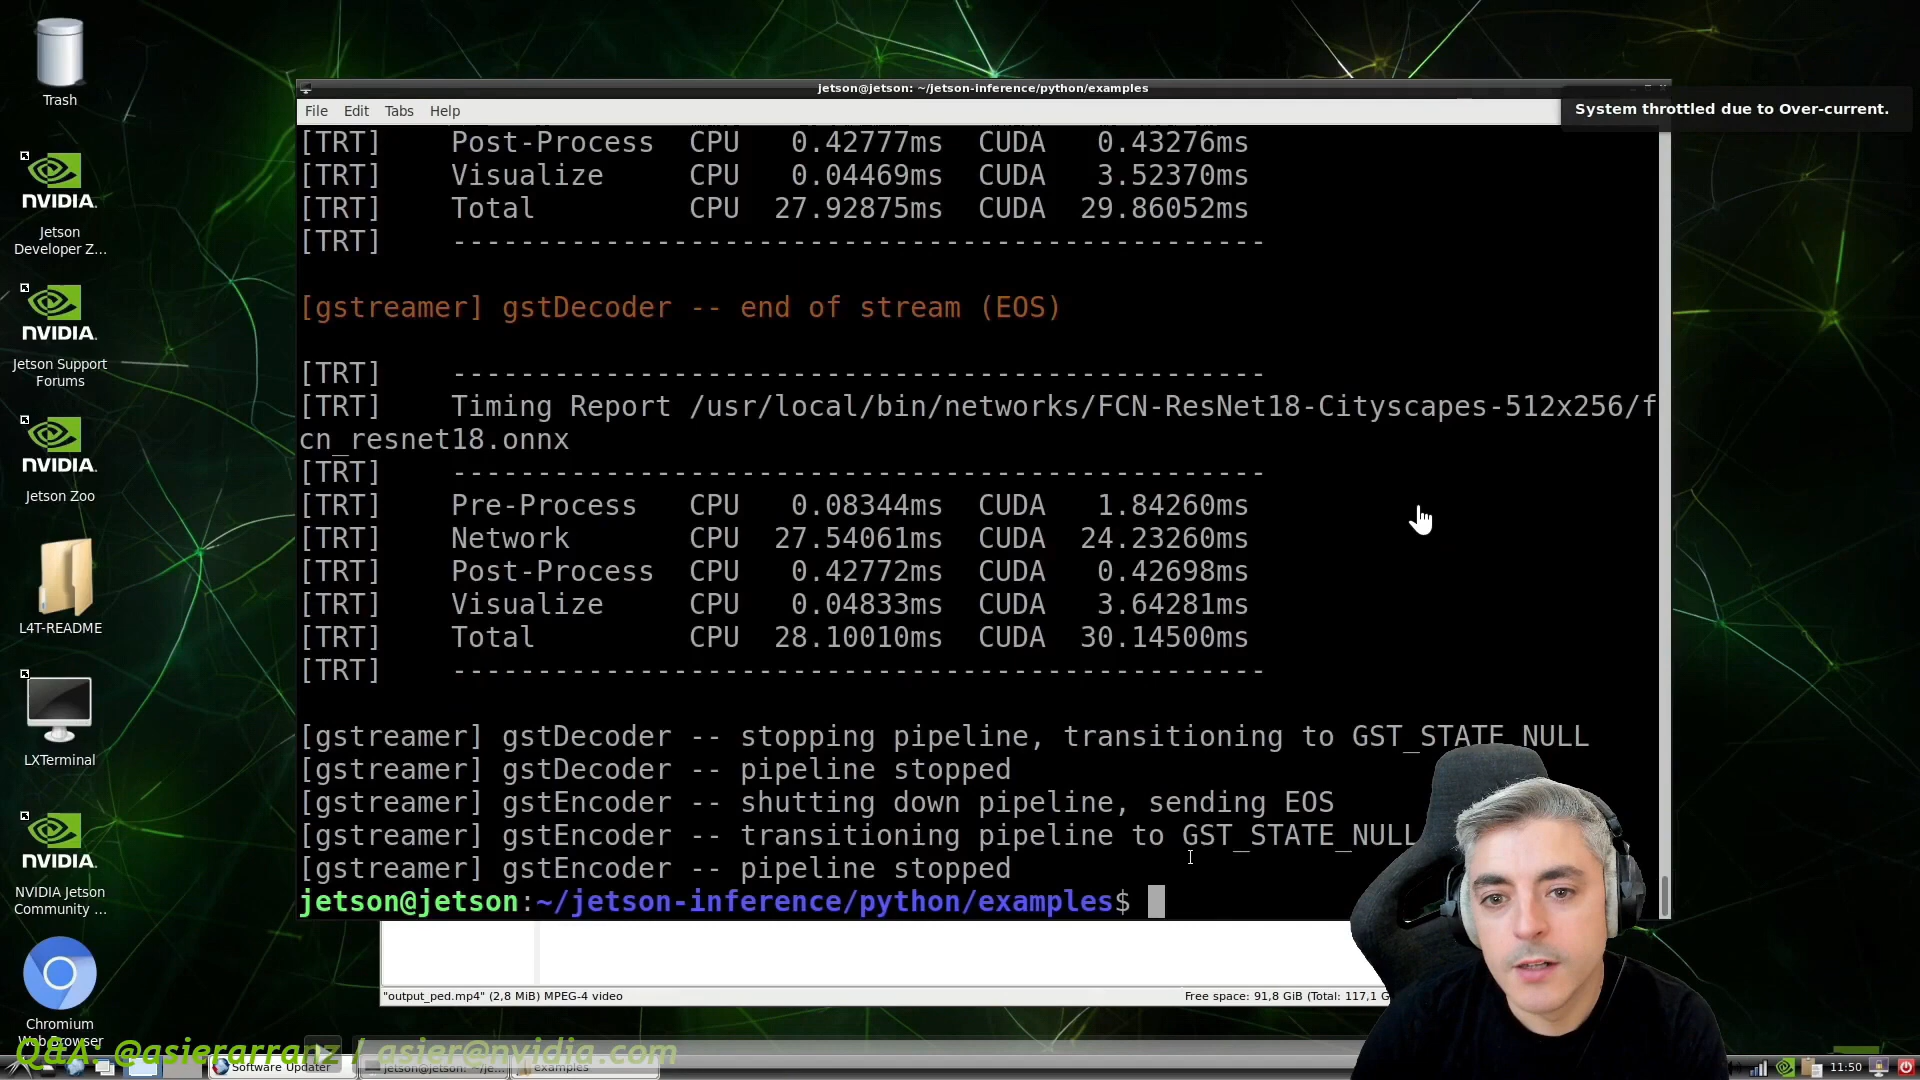 Trash
NVIDIA.
Jetson
Developer Z...
NVIDIA.
Jetson Support
Forums
NVIDIA.
Jetson Zoo
L4T-README
LXTerminal
NVIDIA.
NVIDIA Jetson
Community ...
Chromium
Web Browser
jetson@jetson: ~/jetson-inference/python/examples
File Edit Tabs Help
System throttled due to Over-current.
[TRT] Post-Process CPU 0.42777ms CUDA 0.43276ms
[TRT] Visualize CPU 0.04469ms CUDA 3.52370ms
[TRT] Total CPU 27.92875ms CUDA 29.86052ms
[TRT] ------------------------------------------------
[gstreamer] gstDecoder -- end of stream (EOS)
[TRT] ------------------------------------------------
[TRT] Timing Report /usr/local/bin/networks/FCN-ResNet18-Cityscapes-512x256/f
cn_resnet18.onnx
[TRT] ------------------------------------------------
[TRT] Pre-Process CPU 0.08344ms CUDA 1.84260ms
[TRT] Network CPU 27.54061ms CUDA 24.23260ms
[TRT] Post-Process CPU 0.42772ms CUDA 0.42698ms
[TRT] Visualize CPU 0.04833ms CUDA 3.64281ms
[TRT] Total CPU 28.10010ms CUDA 30.14500ms
[TRT] ------------------------------------------------
[gstreamer] gstDecoder -- stopping pipeline, transitioning to GST_STATE_NULL
[gstreamer] gstDecoder -- pipeline stopped
[gstreamer] gstEncoder -- shutting down pipeline, sending EOS
[gstreamer] gstEncoder -- transitioning pipeline to GST_STATE_NULL
[gstreamer] gstEncoder -- pipeline stopped
jetson@jetson:~/jetson-inference/python/examples$
"output_ped.mp4" (2,8 MiB) MPEG-4 video
Free space: 91,8 GiB (Total: 117,1 G
Q&A: @asierarranz / asier@nvidia.com
Software Updater
jetson@jetson: ~/je...
examples
11:50